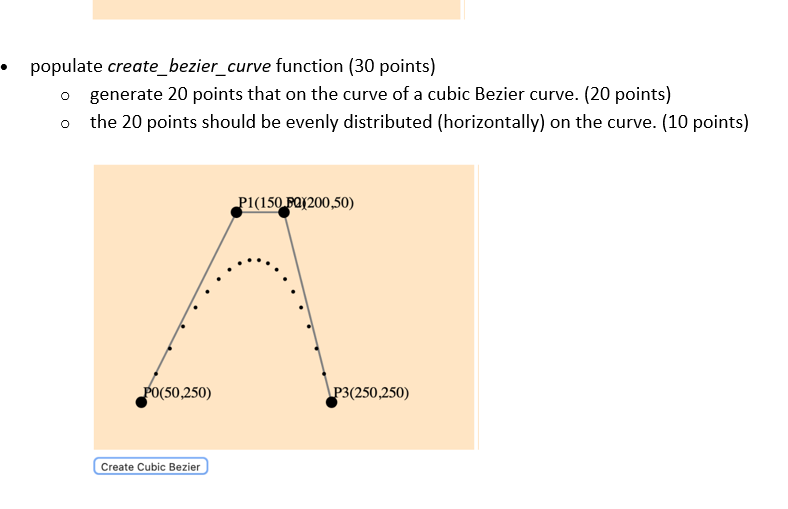 populate create_bezier_curve function (30 points)
generate 20 points that on the curve of a cubic Bezier curve. (20 points)
the 20 points should be evenly distributed (horizontally) on the curve. (10 points)
P1(150,50) P2(200,50)
P0(50,250) P3(250,250)
Create Cubic Bezier